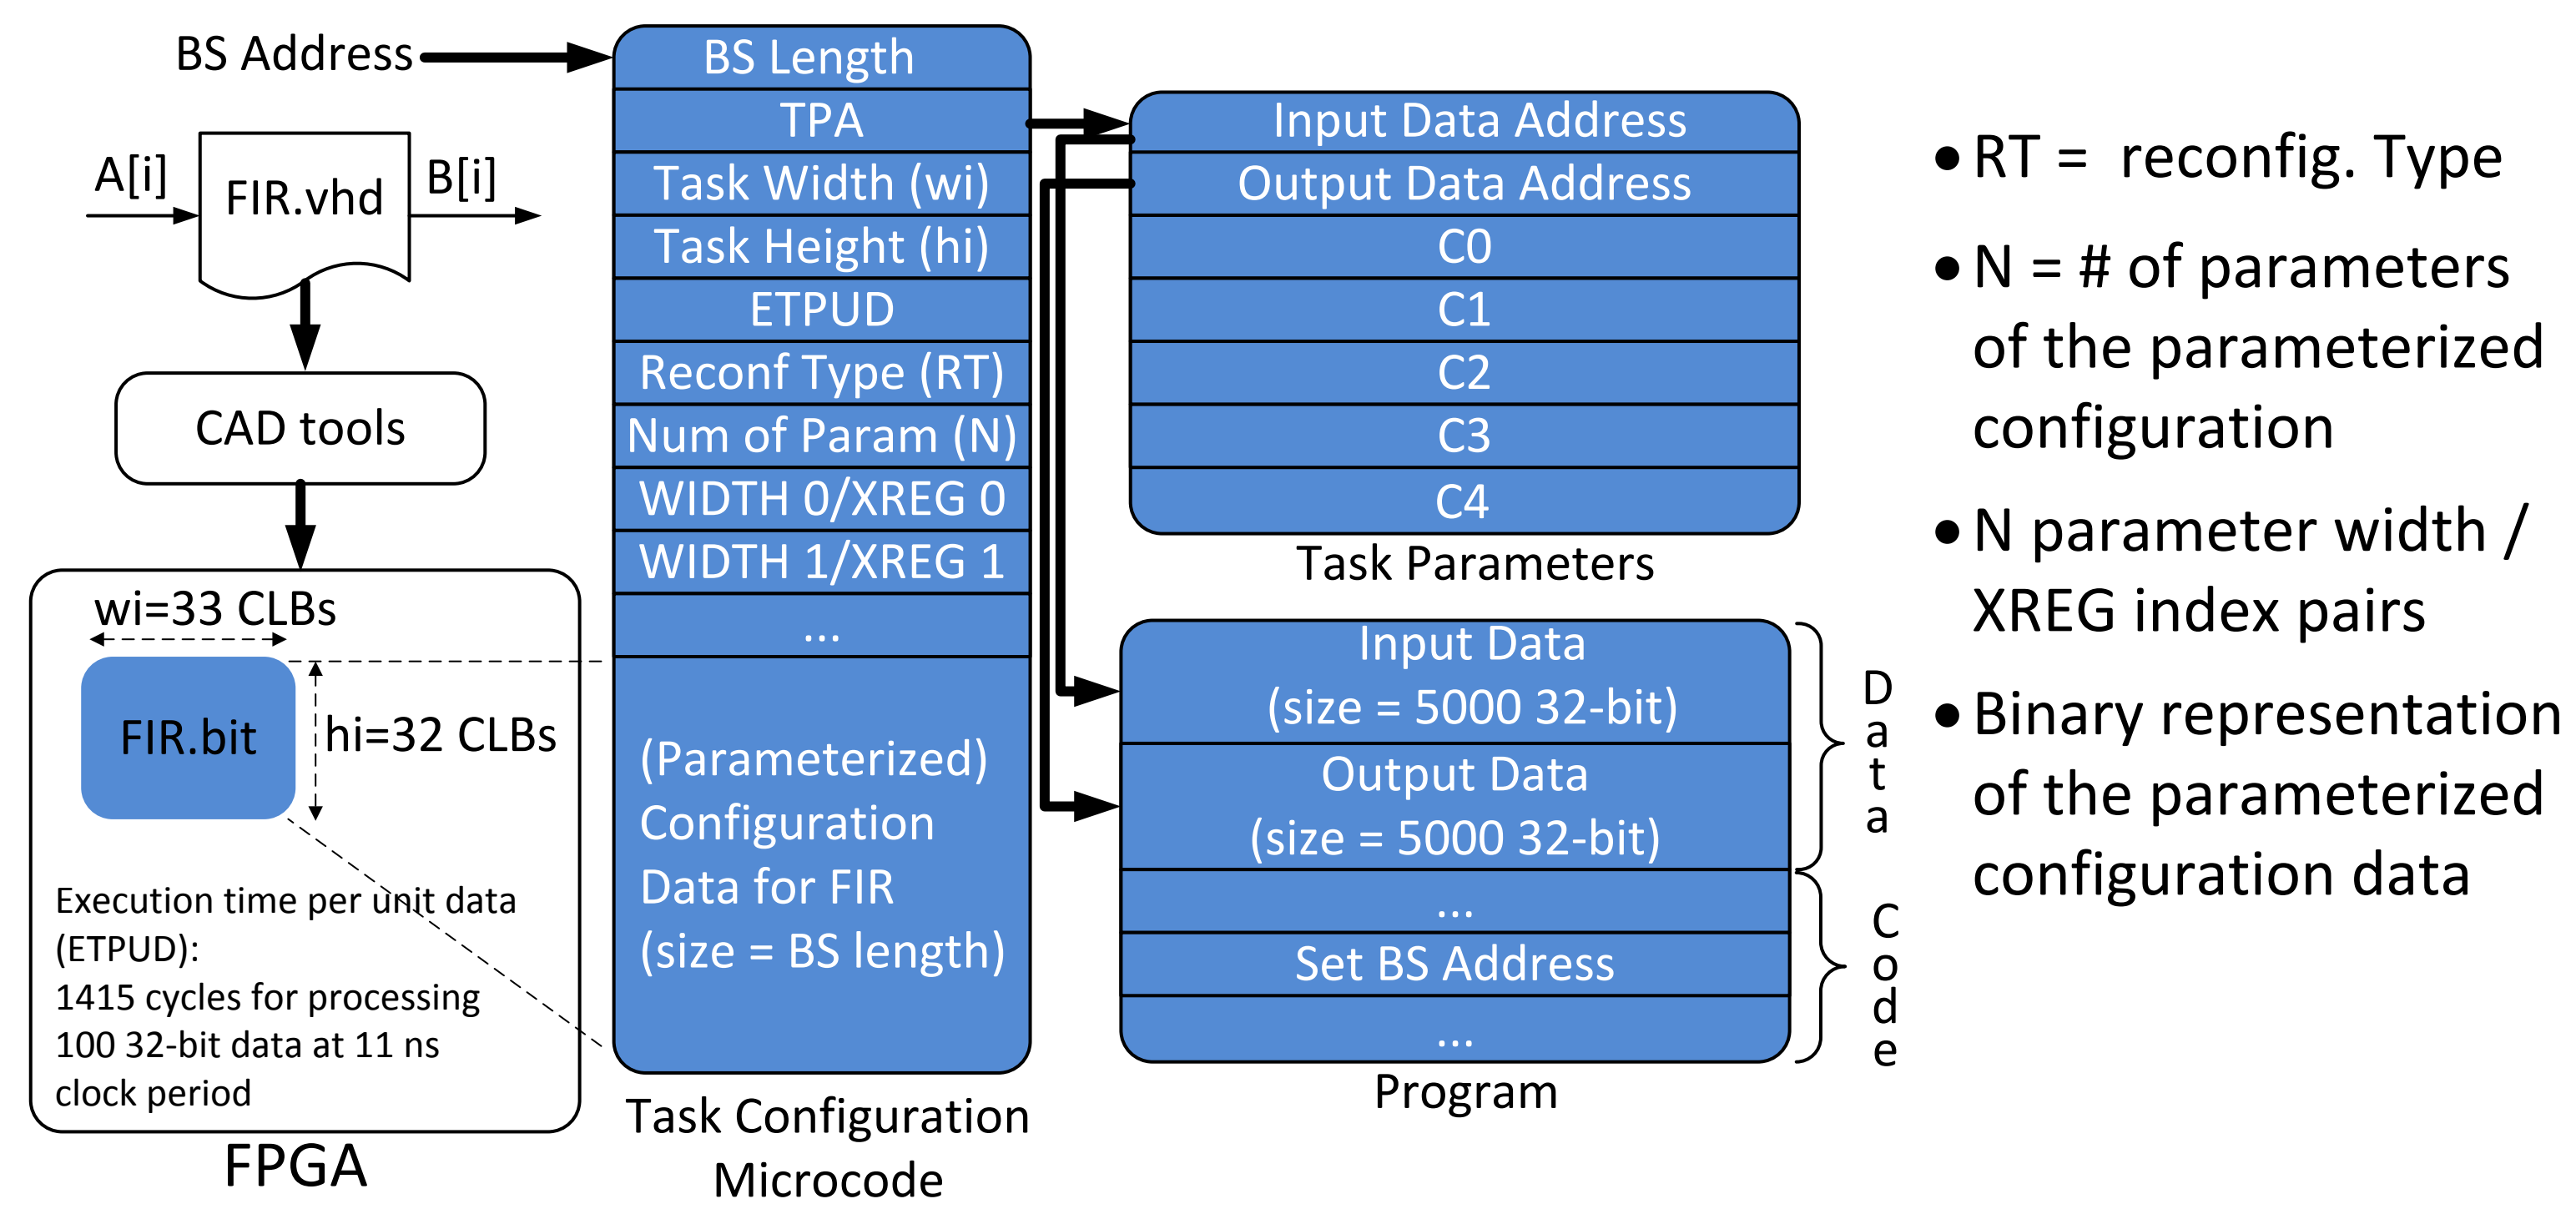 BS Address
A[i]
FIR.vhd
B[i]
CAD tools
wi=33 CLBs
FIR.bit
hi=32 CLBs
Execution time per unit data
(ETPUD):
1415 cycles for processing
100 32-bit data at 11 ns
clock period
FPGA
BS Length
TPA
Task Width (wi)
Task Height (hi)
ETPUD
Reconf Type (RT)
Num of Param (N)
WIDTH 0/XREG 0
WIDTH 1/XREG 1
...
(Parameterized)
Configuration
Data for FIR
(size = BS length)
Task Configuration
Microcode
Input Data Address
Output Data Address
C0
C1
C2
C3
C4
Task Parameters
Input Data
(size = 5000 32-bit)
Output Data
(size = 5000 32-bit)
...
Set BS Address
...
Program
Data
Code
• RT =  reconfig. Type
• N = # of parameters
of the parameterized
configuration
• N parameter width /
XREG index pairs
• Binary representation
of the parameterized
configuration data